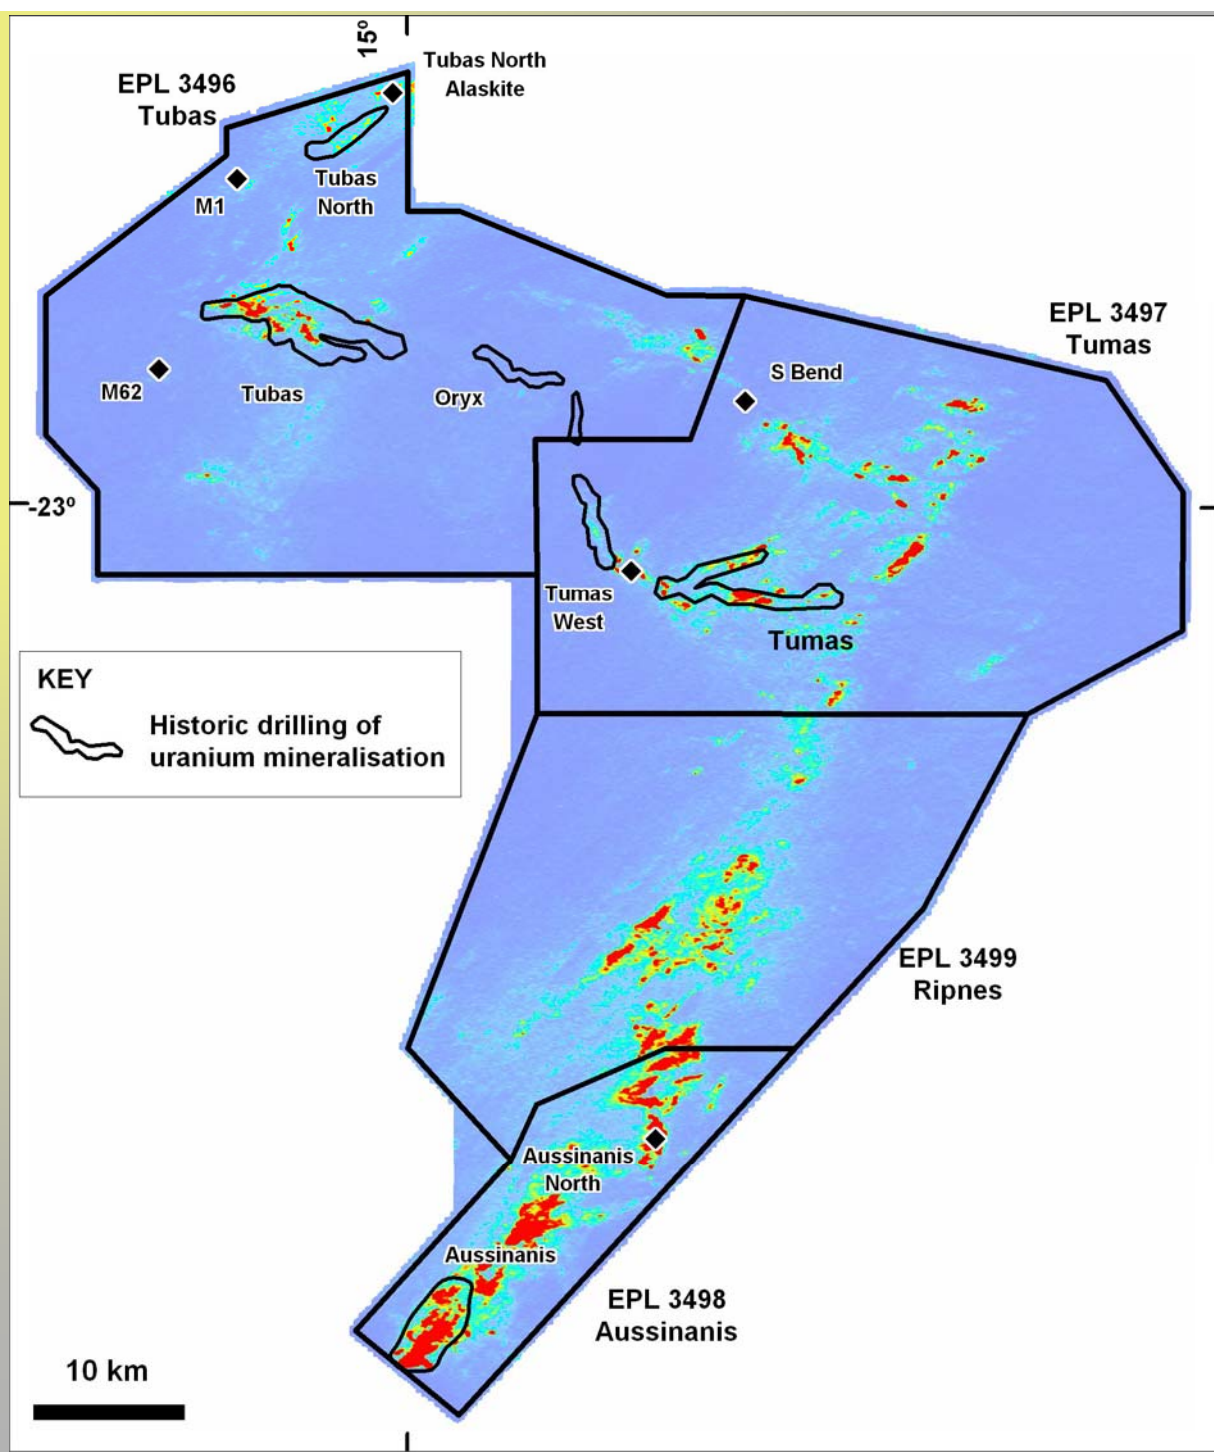 15º
Tubas North
Alaskite
EPL 3496
Tubas
Tubas
North
M1
EPL 3497
Tumas
S Bend
M62
Tubas
Oryx
-23º
Tumas
West
Tumas
KEY
Historic drilling of
uranium mineralisation
EPL 3499
Ripnes
Aussinanis
North
Aussinanis
EPL 3498
Aussinanis
10 km